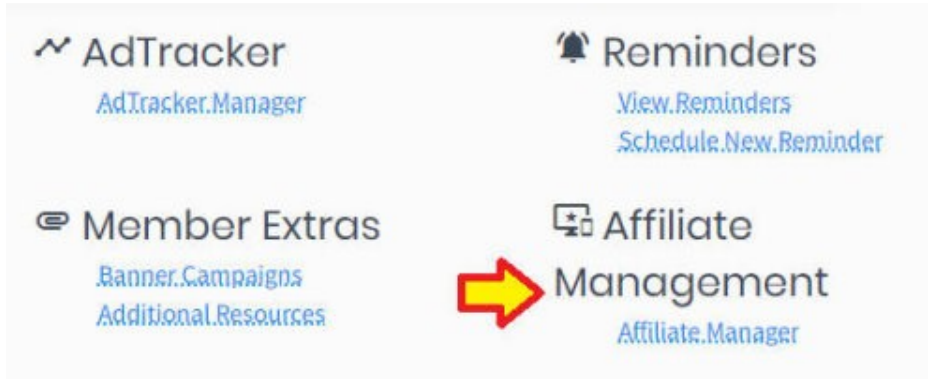 AdTracker
AdTracker Manager
Reminders
View Reminders
Schedule New Reminder
Member Extras
Banner Campaigns
Additional Resources
Affiliate
Management
Affiliate Manager